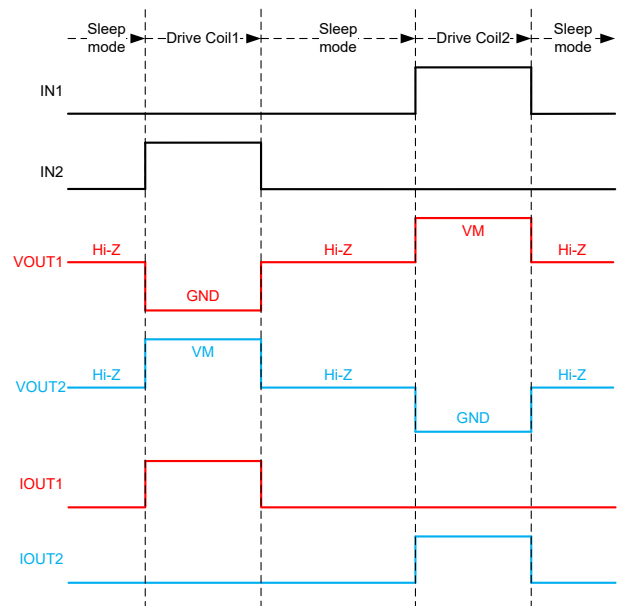 Sleep mode
Drive Coil1
Sleep mode
Drive Coil2
Sleep mode
IN1
IN2
VOUT1
Hi-Z
GND
Hi-Z
VM
Hi-Z
VOUT2
Hi-Z
VM
Hi-Z
GND
Hi-Z
IOUT1
IOUT2